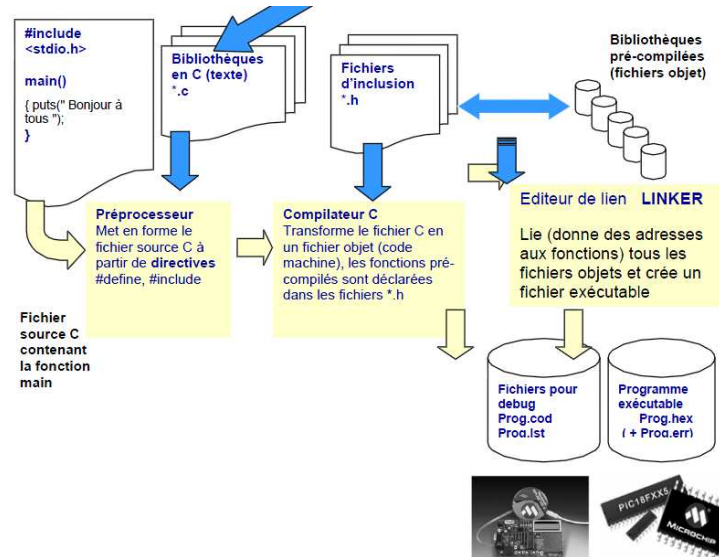 #include
<stdio.h>
main()
{ puts(" Bonjour à
tous ");
}
Bibliothèques
en C (texte)
*.c
Fichiers
d'inclusion
*.h
Bibliothèques
pré-compilées
(fichiers objet)
Préprocesseur
Met en forme le
fichier source C à
partir de directives
#define, #include
Compilateur C
Transforme le fichier C en
un fichier objet (code
machine), les fonctions pré-
compilés sont déclarées
dans les fichiers *.h
Editeur de lien LINKER
Lie (donne des adresses
aux fonctions) tous les
fichiers objets et crée un
fichier exécutable
Fichier
source C
contenant
la fonction
main
Fichiers pour
debug
Prog.cod
Prog.lst
Programme
exécutable
Prog.hex
( + Prog.err)
PIC18FXX5
MICROCHIP